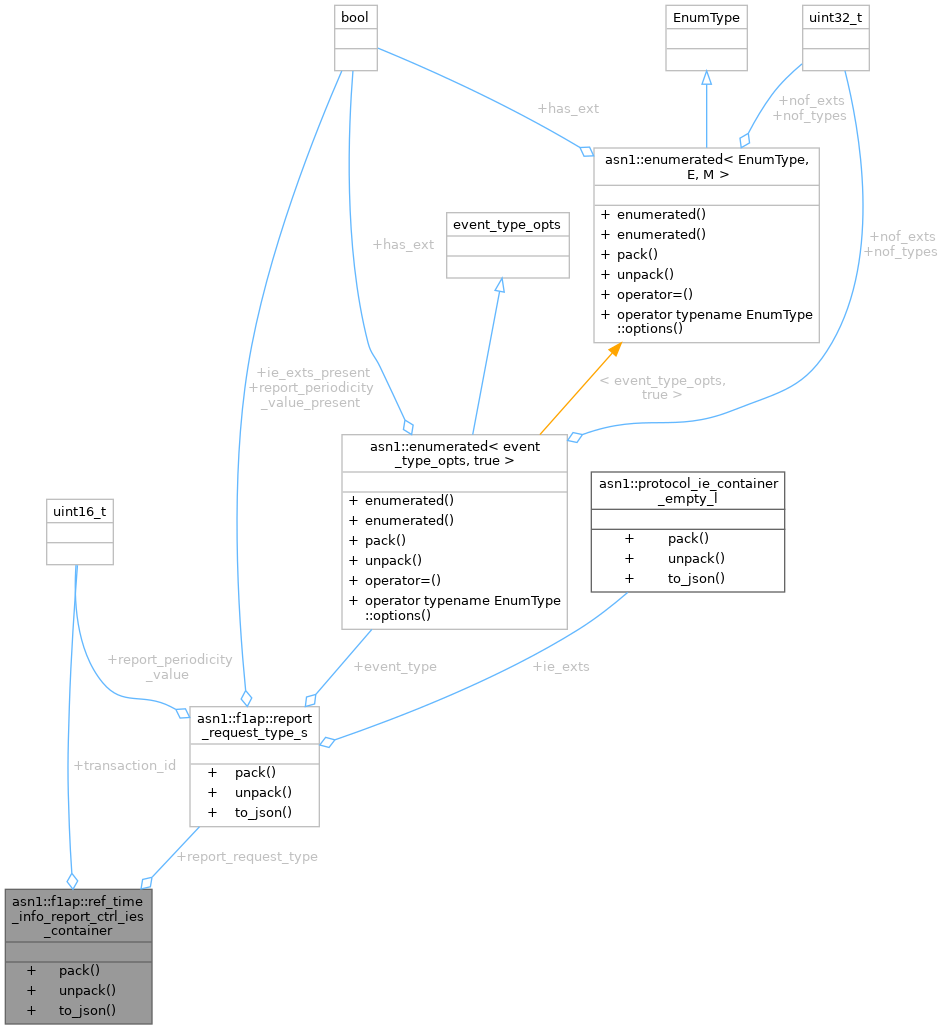 bool
EnumType
uint32_t
+nof_exts
+nof_types
+has_ext
asn1::enumerated< EnumType,
E, M >
+ enumerated()
+ enumerated()
+ pack()
+ unpack()
+ operator=()
+ operator typename EnumType
::options()
event_type_opts
+has_ext
+nof_exts
+nof_types
+ie_exts_present
+report_periodicity
_value_present
< event_type_opts,
true >
asn1::enumerated< event
_type_opts, true >
+ enumerated()
+ enumerated()
+ pack()
+ unpack()
+ operator=()
+ operator typename EnumType
::options()
asn1::protocol_ie_container
_empty_l
+ pack()
+ unpack()
+ to_json()
uint16_t
+report_periodicity
_value
+event_type
+ie_exts
asn1::f1ap::report
_request_type_s
+ pack()
+ unpack()
+ to_json()
+transaction_id
+report_request_type
asn1::f1ap::ref_time
_info_report_ctrl_ies
_container
+ pack()
+ unpack()
+ to_json()